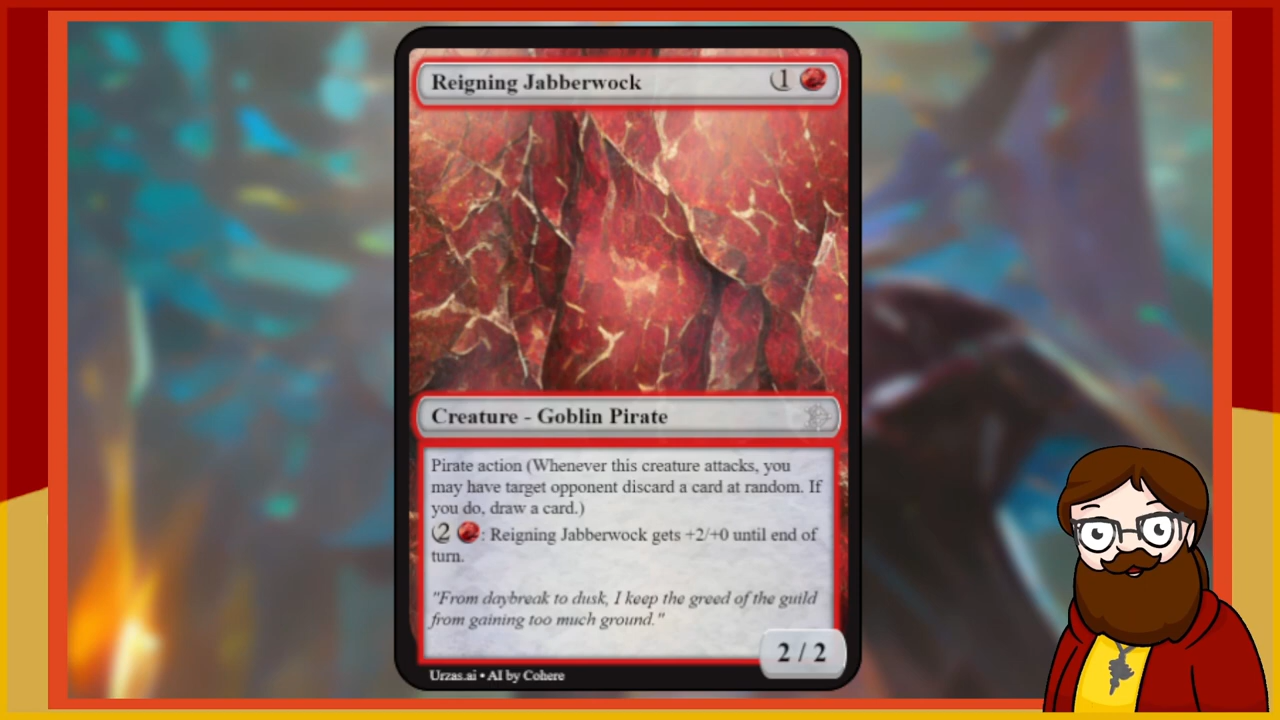 Reigning Jabberwock 1
Creature - Goblin Pirate
Pirate action (Whenever this creature attacks, you
may have target opponent discard a card at random. If
you do, draw a card.)
2 : Reigning Jabberwock gets +2/+0 until end of
turn.
"From daybreak to dusk, I keep the greed of the guild
from gaining too much ground."
2 / 2
Urzas.ai • AI by Cohere